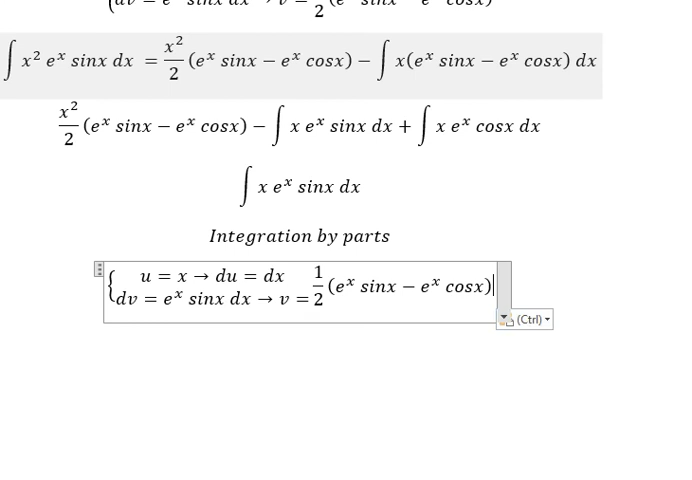 ∫ x² eˣ sinx dx = x²/2 (eˣ sinx − eˣ cosx) − ∫ x(eˣ sinx − eˣ cosx) dx
x²/2 (eˣ sinx − eˣ cosx) − ∫ x eˣ sinx dx + ∫ x eˣ cosx dx
∫ x eˣ sinx dx
Integration by parts
{ u = x → du = dx
dv = eˣ sinx dx → v = 1/2 (eˣ sinx − eˣ cosx)
(Ctrl)